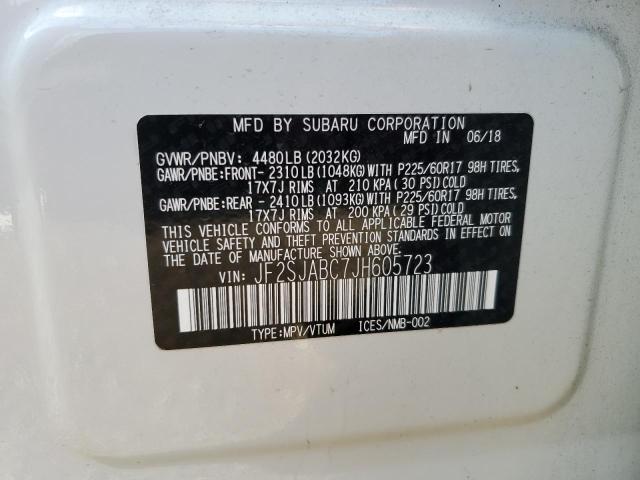 MFD BY SUBARU CORPORATION
MFD IN 06/18
GVWR/PNBV: 4480LB(2032KG)
GAWR/PNBE:FRONT-2310LB(1048KG)WITH P225/60R17 98H TIRES,
17X7J RIMS AT 210 KPA(30 PSI)COLD
GAWR/PNBE:REAR -2410LB(1093KG)WITH P225/60R17 98H TIRES,
17X7J RIMS AT 200 KPA(29 PSI)COLD
THIS VEHICLE CONFORMS TO ALL APPLICABLE FEDERAL MOTOR
VEHICLE SAFETY AND THEFT PREVENTION STANDARDS IN EFFECT ON
THE DATE OF MANUFACTURE SHOWN ABOVE.
VIN: JF2SJABC7JH605723
TYPE:MPV/VTUM ICES/NMB-002